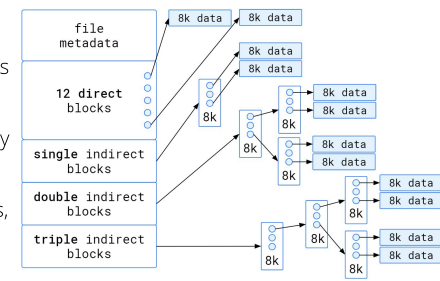 file
metadata
12 direct
blocks
single indirect
blocks
double indirect
blocks
triple indirect
blocks
8k data
8k data
8k data
8k data
8k
8k data
8k data
8k
8k
8k data
8k data
8k
8k data
8k data
8k
8k
8k
8k data
8k data
8k
s
y
s,